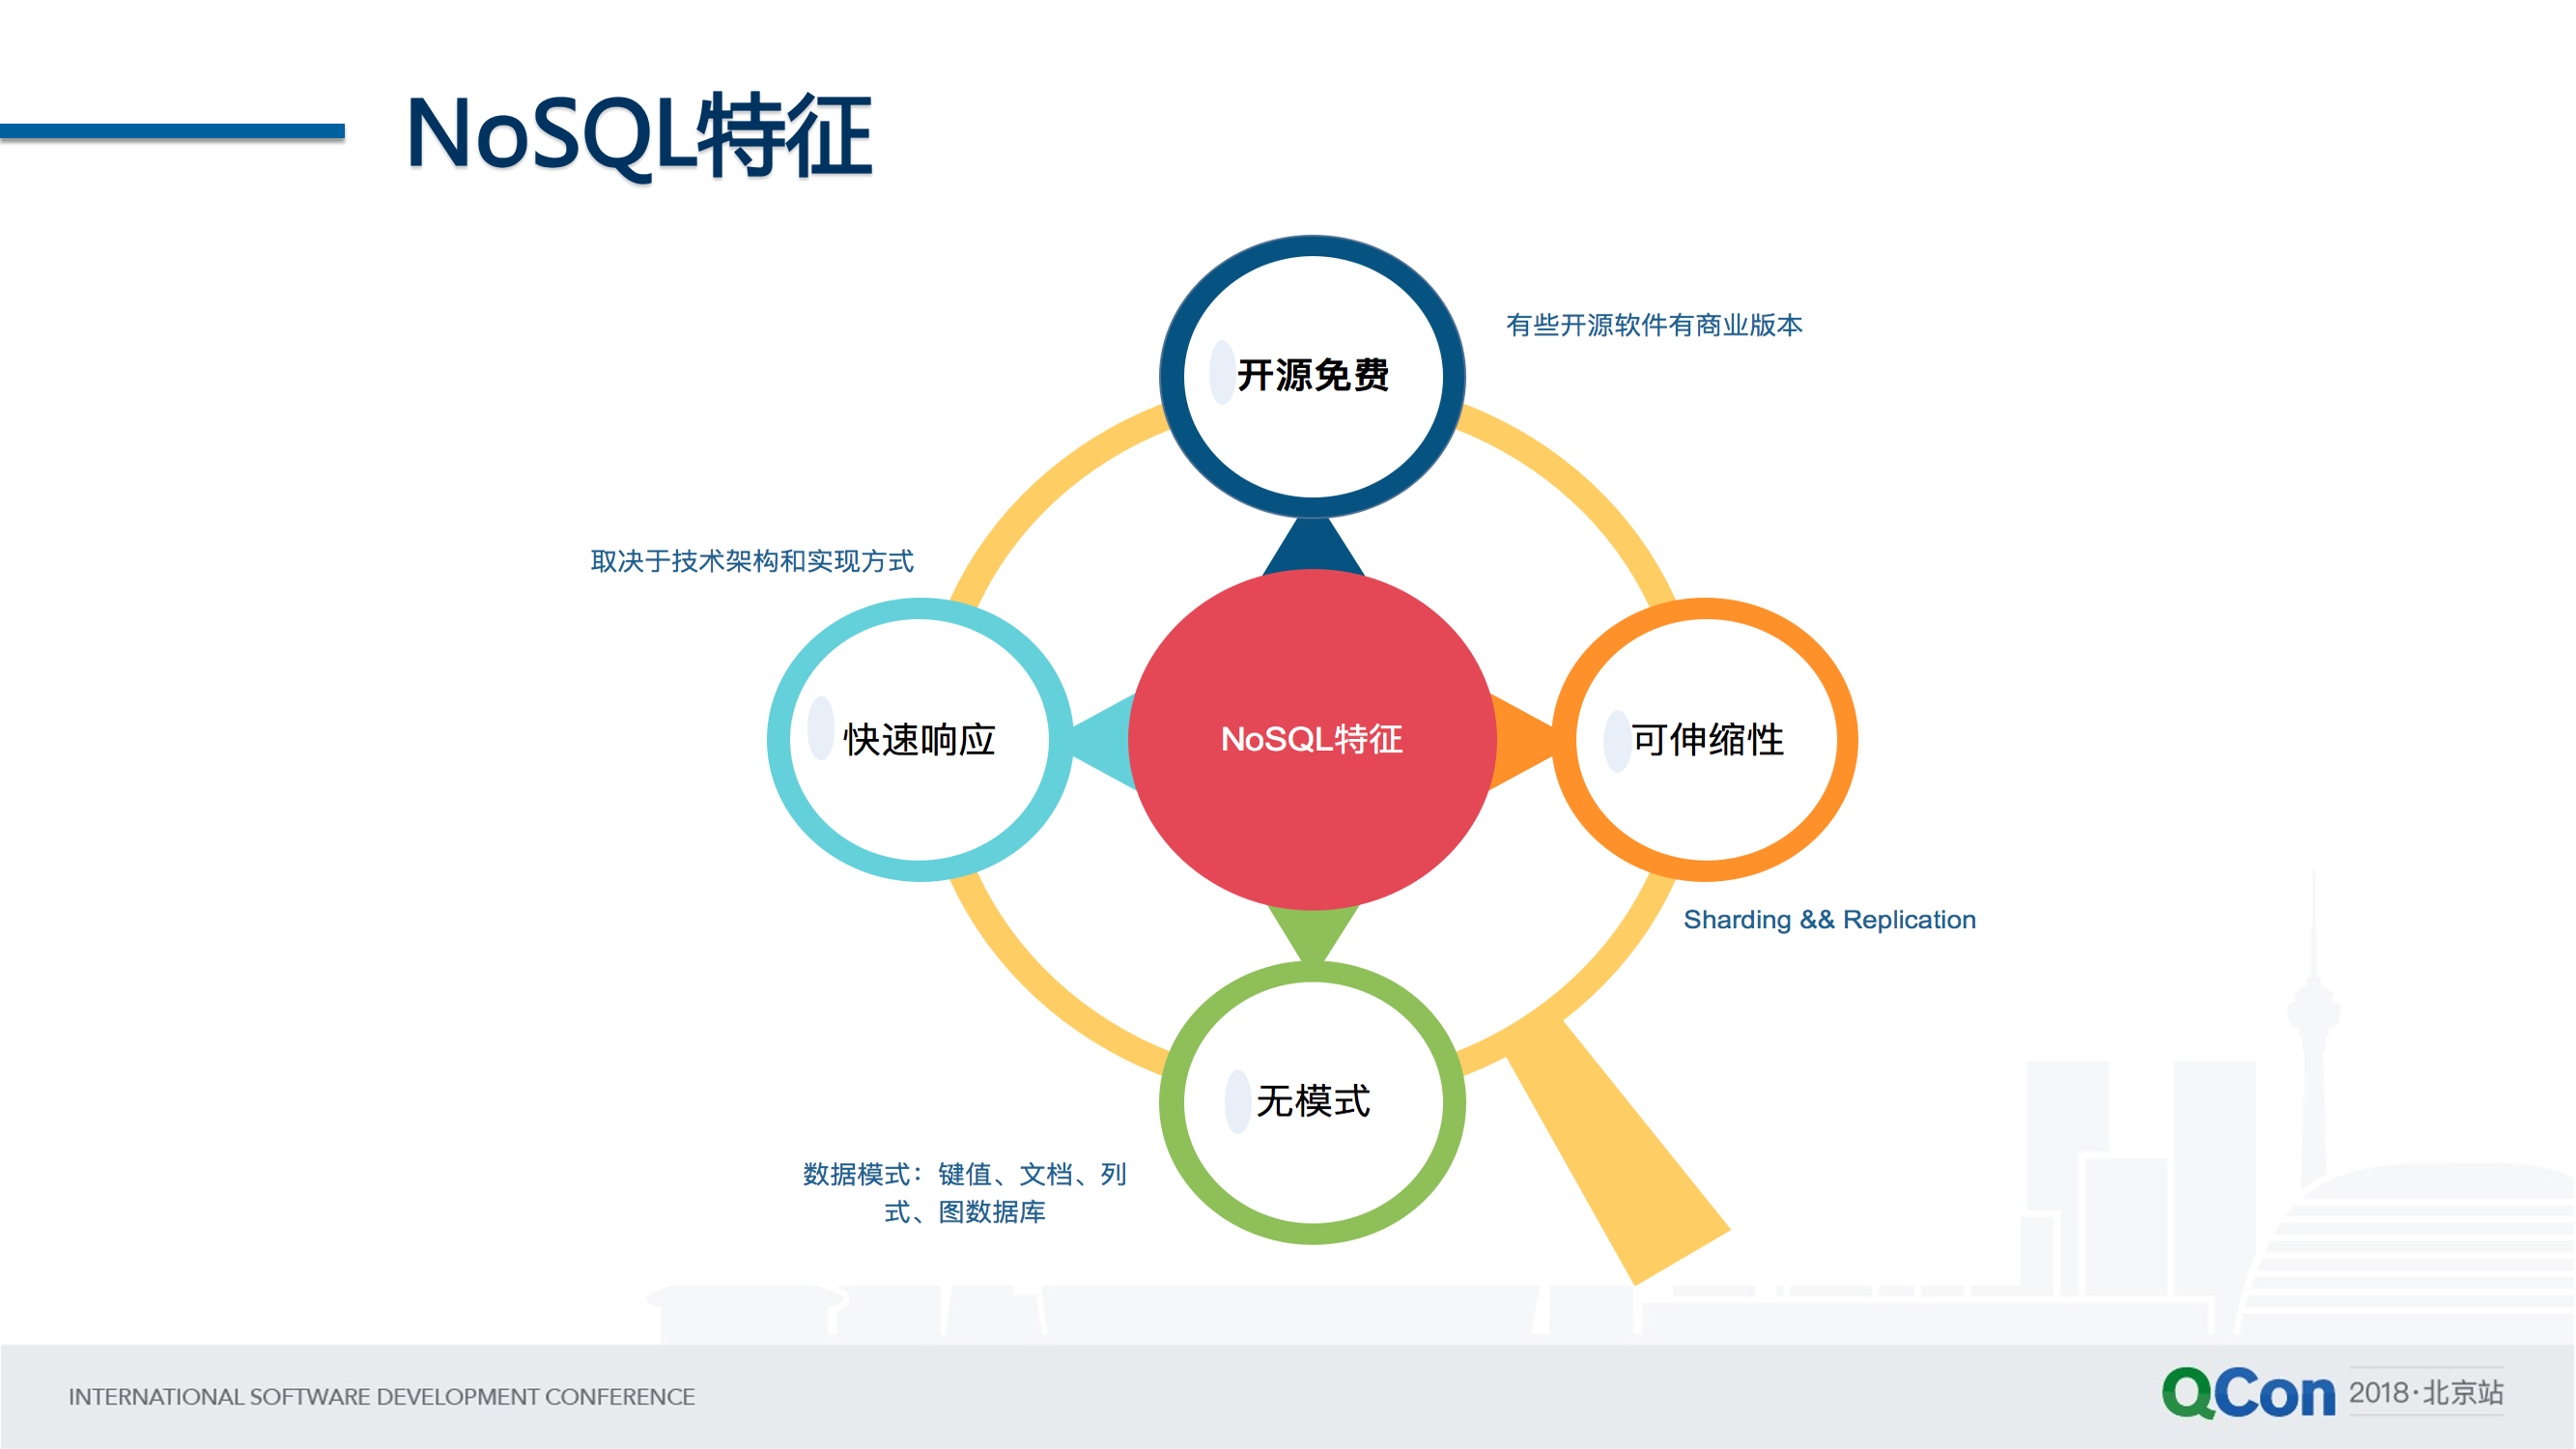 NoSQL特征
有些开源软件有商业版本
开源免费
取决于技术架构和实现方式
快速响应
NoSQL特征
可伸缩性
Sharding && Replication
无模式
数据模式：键值、文档、列
式、图数据库
INTERNATIONAL SOFTWARE DEVELOPMENT CONFERENCE
QCon 2018·北京站